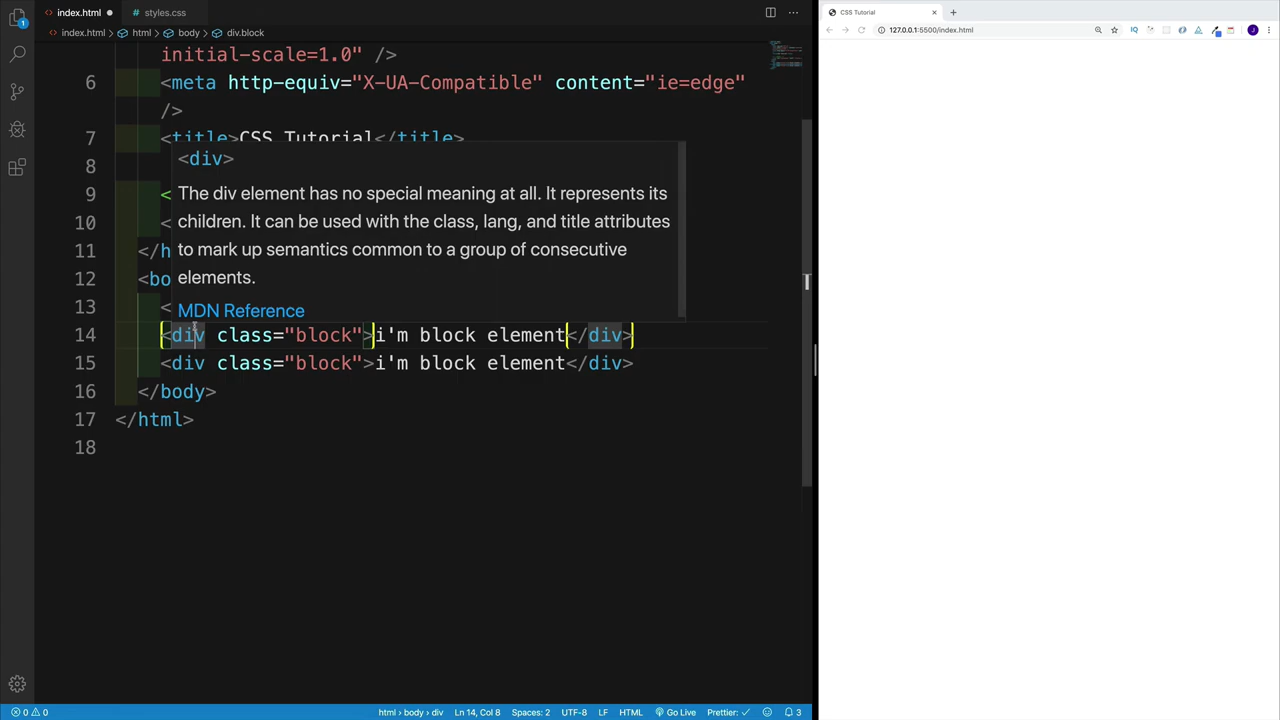 index.html
styles.css
CSS Tutorial
index.html › html › body › div.block
127.0.0.1:5500/index.html
J
IQ
1
initial-scale=1.0" />
6 <meta http-equiv="X-UA-Compatible" content="ie=edge"
/>
7 <title>CSS Tutorial</title>
8
<div>
9 <
The div element has no special meaning at all. It represents its
10 <
children. It can be used with the class, lang, and title attributes
11 </h
to mark up semantics common to a group of consecutive
12 <bo
elements.
13 <
MDN Reference
14 <div class="block">i'm block element</div>
15 <div class="block">i'm block element</div>
16 </body>
17 </html>
18
0 0 html › body › div Ln 14, Col 8 Spaces: 2 UTF-8 LF HTML Go Live Prettier: ✓ 3